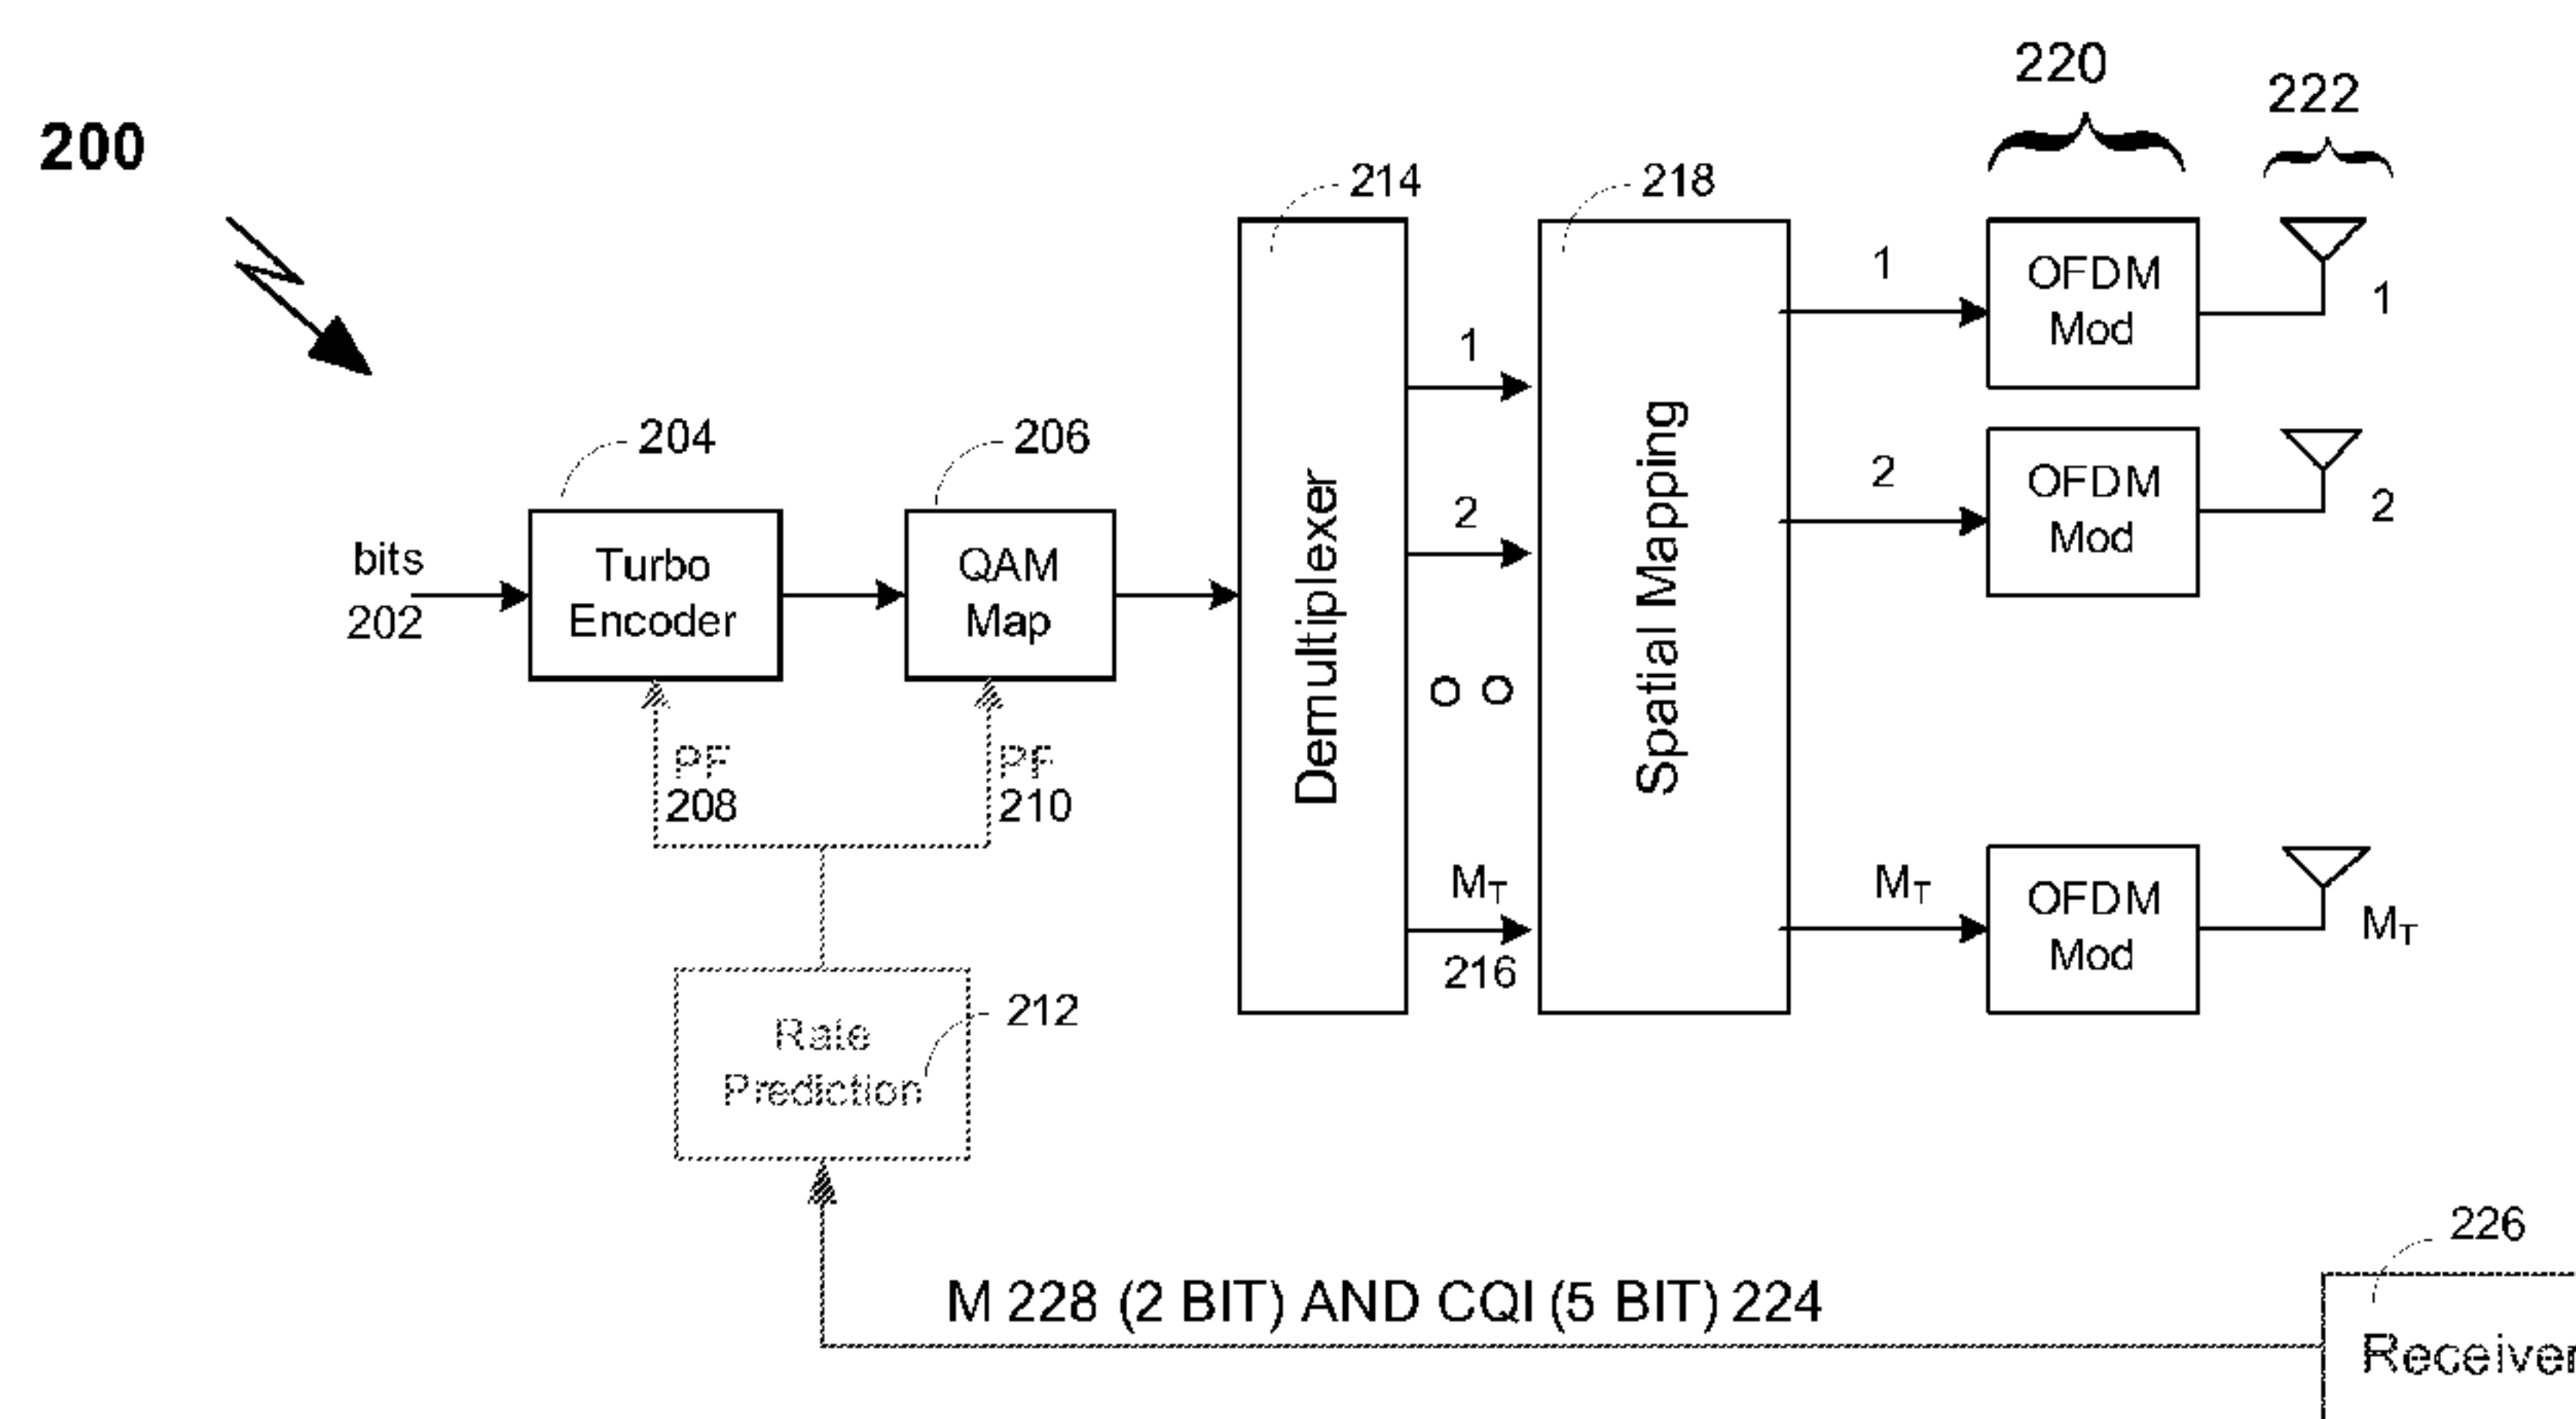 220
222
200
214
218
1
OFDM
Mod
1
1
204
206
2
OFDM
Mod
2
2
bits
202
Turbo
Encoder
QAM
Map
Demultiplexer
Spatial Mapping
PF
208
PF
210
MT
216
MT
OFDM
Mod
MT
Rate
Prediction
212
226
M 228 (2 BIT) AND CQI (5 BIT) 224
Receiver